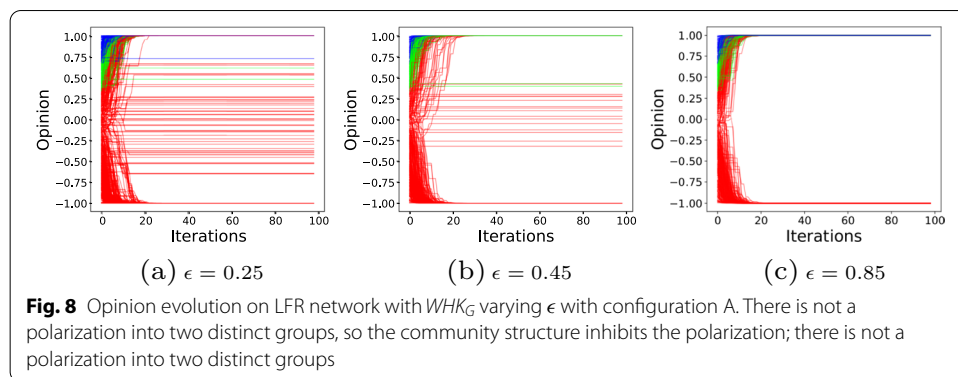 1.00 1.00 1.00
0.75 0.75 0.75
0.50 0.50 0.50
0.25 0.25 0.25
0.00 0.00 0.00
−0.25 −0.25 −0.25
−0.50 −0.50 −0.50
−0.75 −0.75 −0.75
−1.00 −1.00 −1.00
Opinion Opinion Opinion
0 20 40 60 80 100 0 20 40 60 80 100 0 20 40 60 80 100
Iterations Iterations Iterations
(a) ϵ = 0.25 (b) ϵ = 0.45 (c) ϵ = 0.85
Fig. 8 Opinion evolution on LFR network with WHK_G varying ϵ with configuration A. There is not a
polarization into two distinct groups, so the community structure inhibits the polarization; there is not a
polarization into two distinct groups